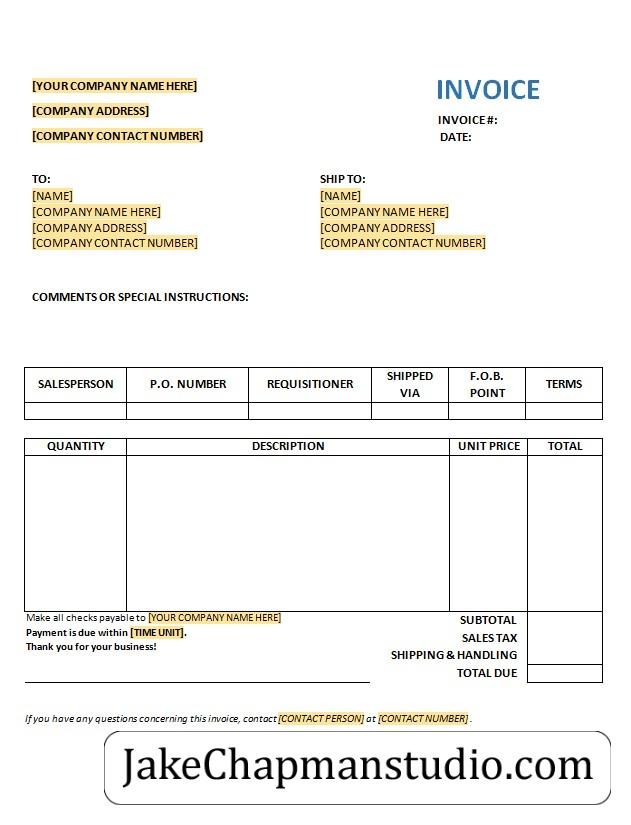 [YOUR COMPANY NAME HERE]
INVOICE
[COMPANY ADDRESS]
INVOICE #:
[COMPANY CONTACT NUMBER]
DATE:
TO:
[NAME]
[COMPANY NAME HERE]
[COMPANY ADDRESS]
[COMPANY CONTACT NUMBER]
SHIP TO:
[NAME]
[COMPANY NAME HERE]
[COMPANY ADDRESS]
[COMPANY CONTACT NUMBER]
COMMENTS OR SPECIAL INSTRUCTIONS:
SALESPERSON
P.O. NUMBER
REQUISITIONER
SHIPPED
VIA
F.O.B.
POINT
TERMS
QUANTITY
DESCRIPTION
UNIT PRICE
TOTAL
Make all checks payable to [YOUR COMPANY NAME HERE]
Payment is due within [TIME UNIT].
Thank you for your business!
SUBTOTAL
SALES TAX
SHIPPING & HANDLING
TOTAL DUE
If you have any questions concerning this invoice, contact [CONTACT PERSON] at [CONTACT NUMBER] .
JakeChapmanstudio.com